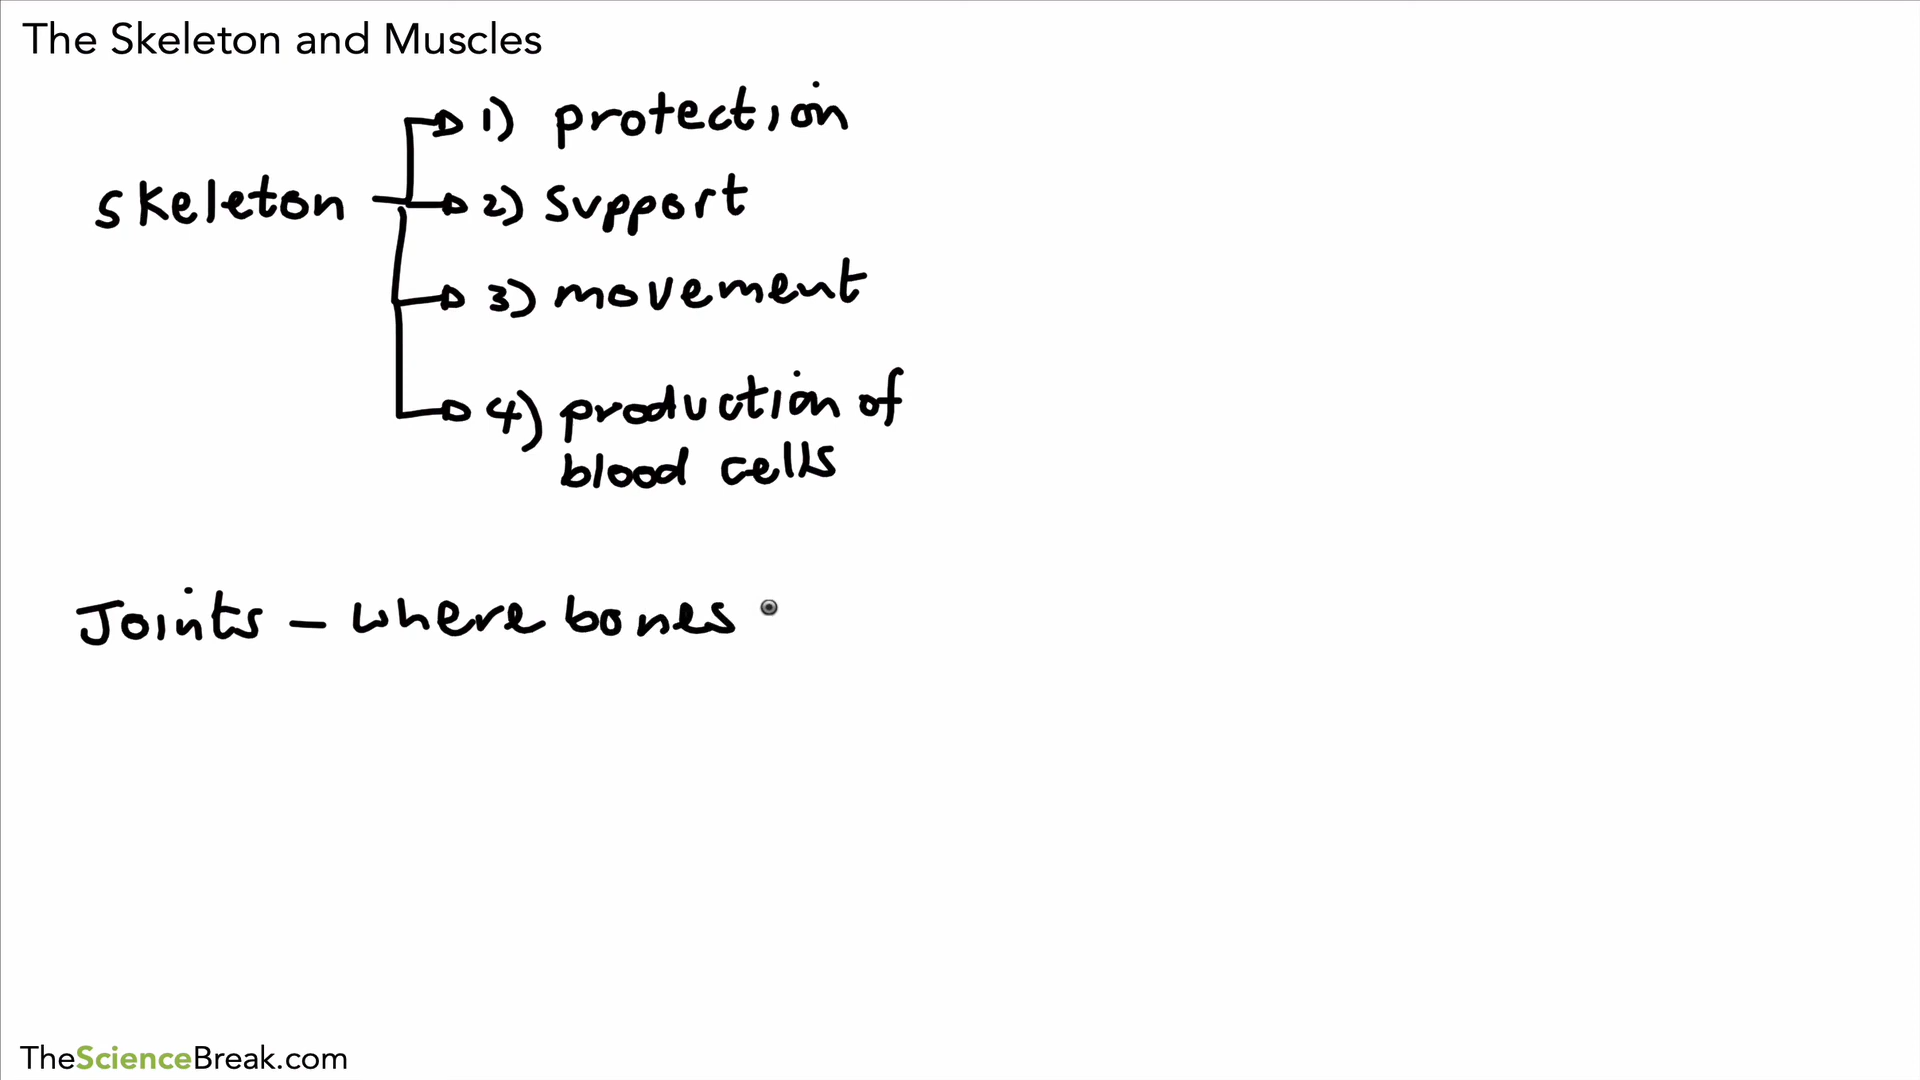 The Skeleton and Muscles
1) protection
skeleton 2) support
3) movement
4) production of
blood cells
Joints - where bones
TheScienceBreak.com